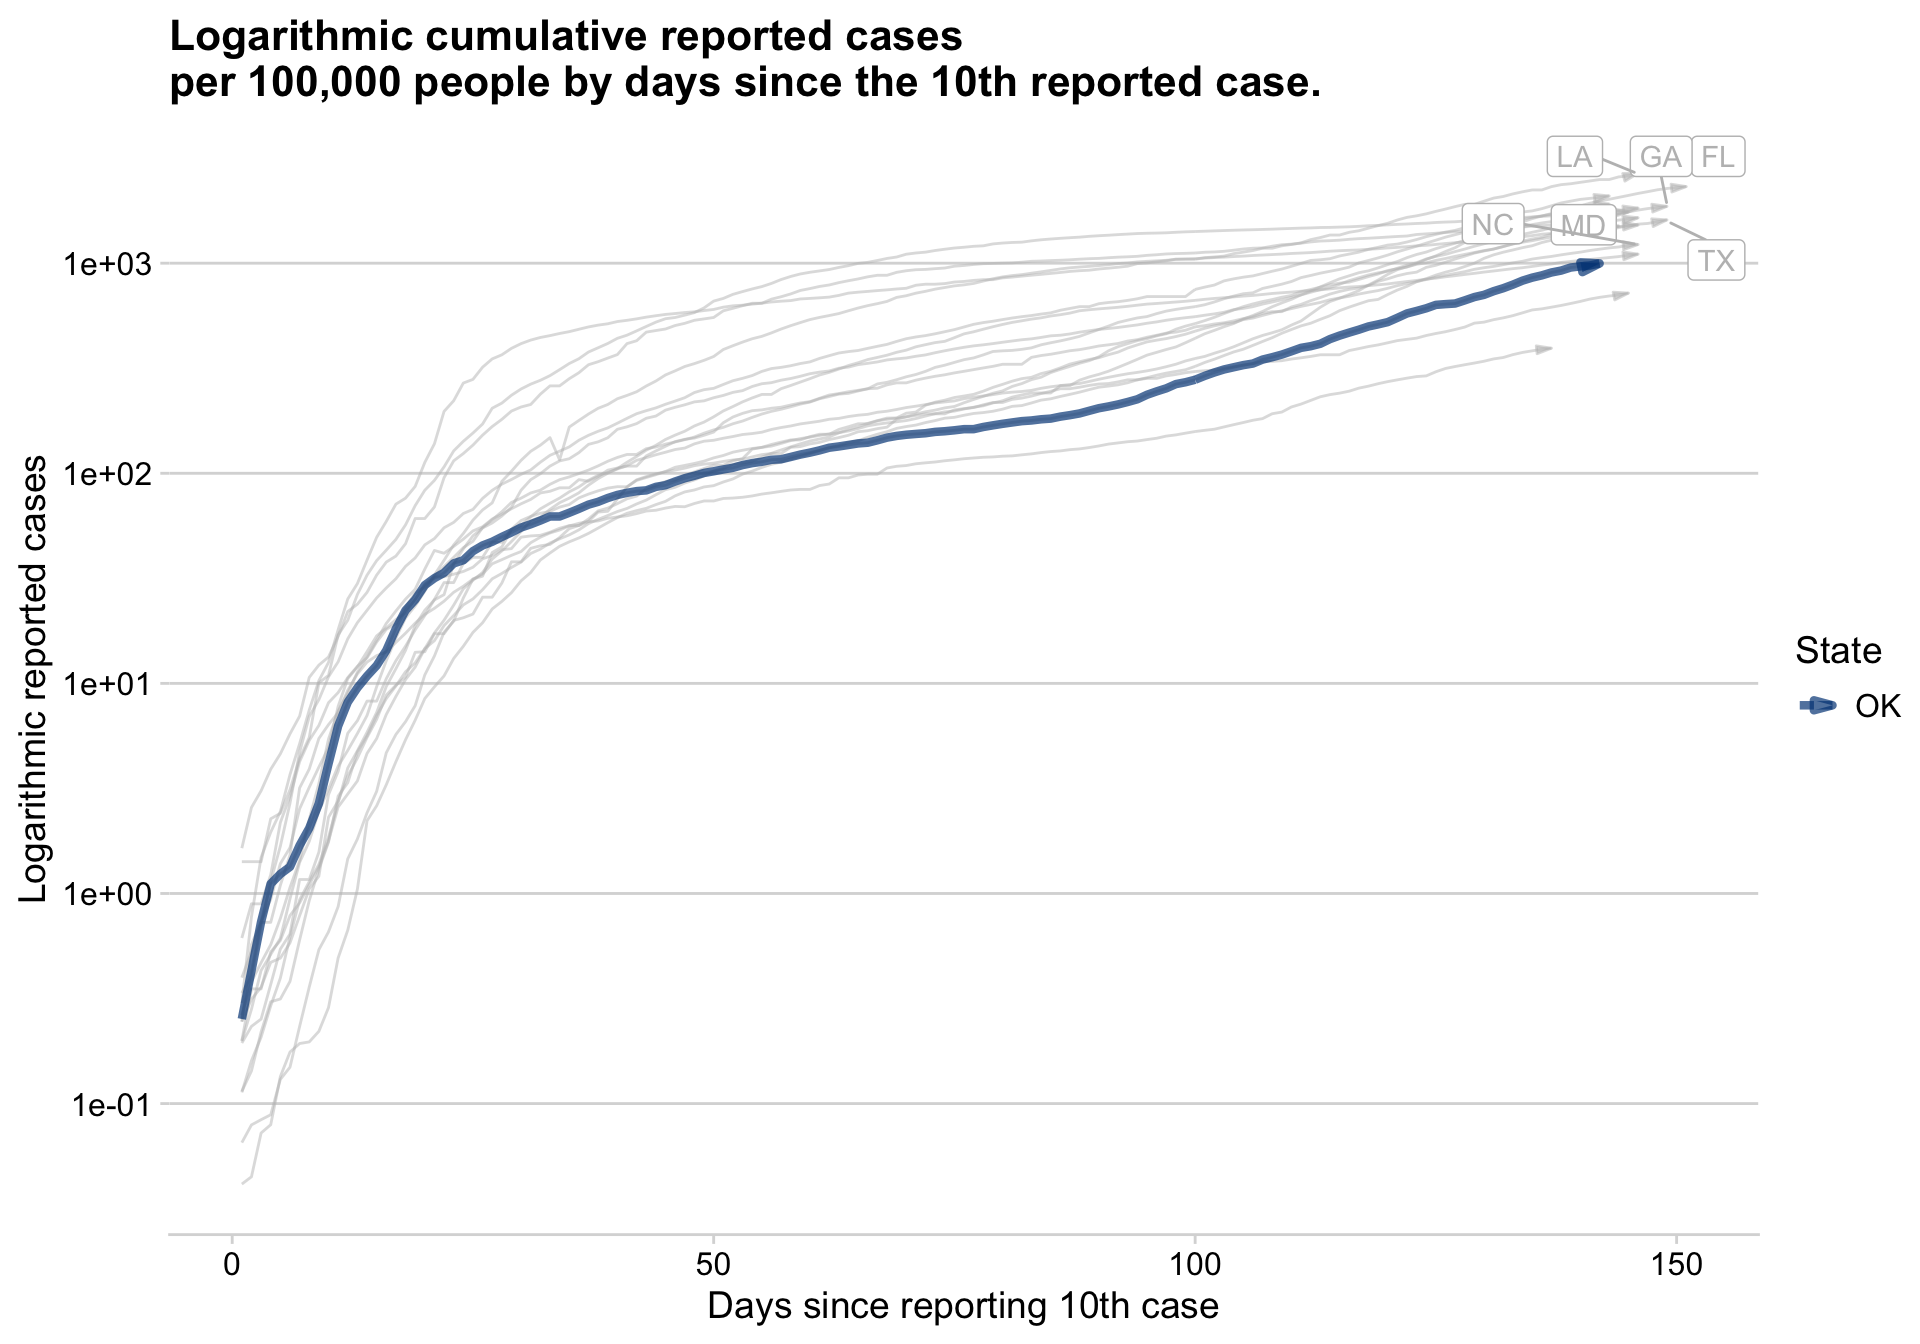 Logarithmic cumulative reported cases
per 100,000 people by days since the 10th reported case.
LA
GA
FL
NC
MD
TX
1e+03
1e+02
1e+01
1e+00
1e-01
Logarithmic reported cases
State
OK
0
50
100
150
Days since reporting 10th case